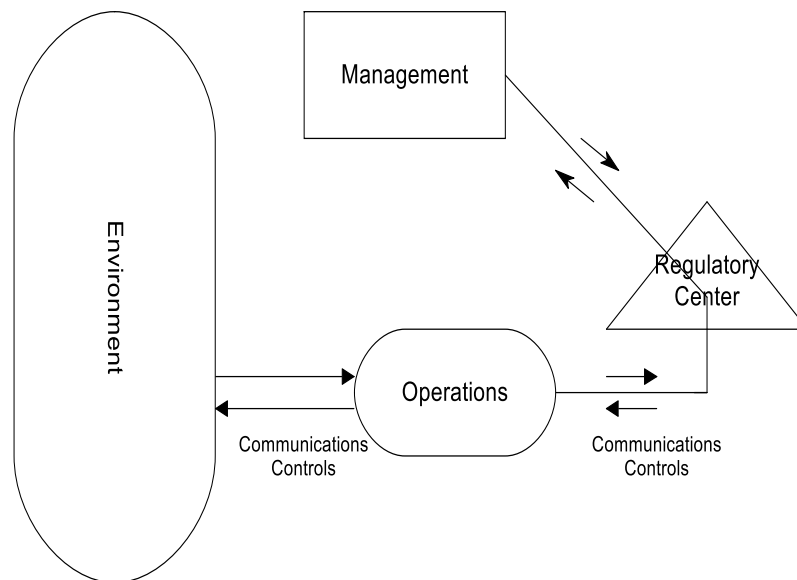 Management
Environment
Regulatory
Center
Operations
Communications
Controls
Communications
Controls